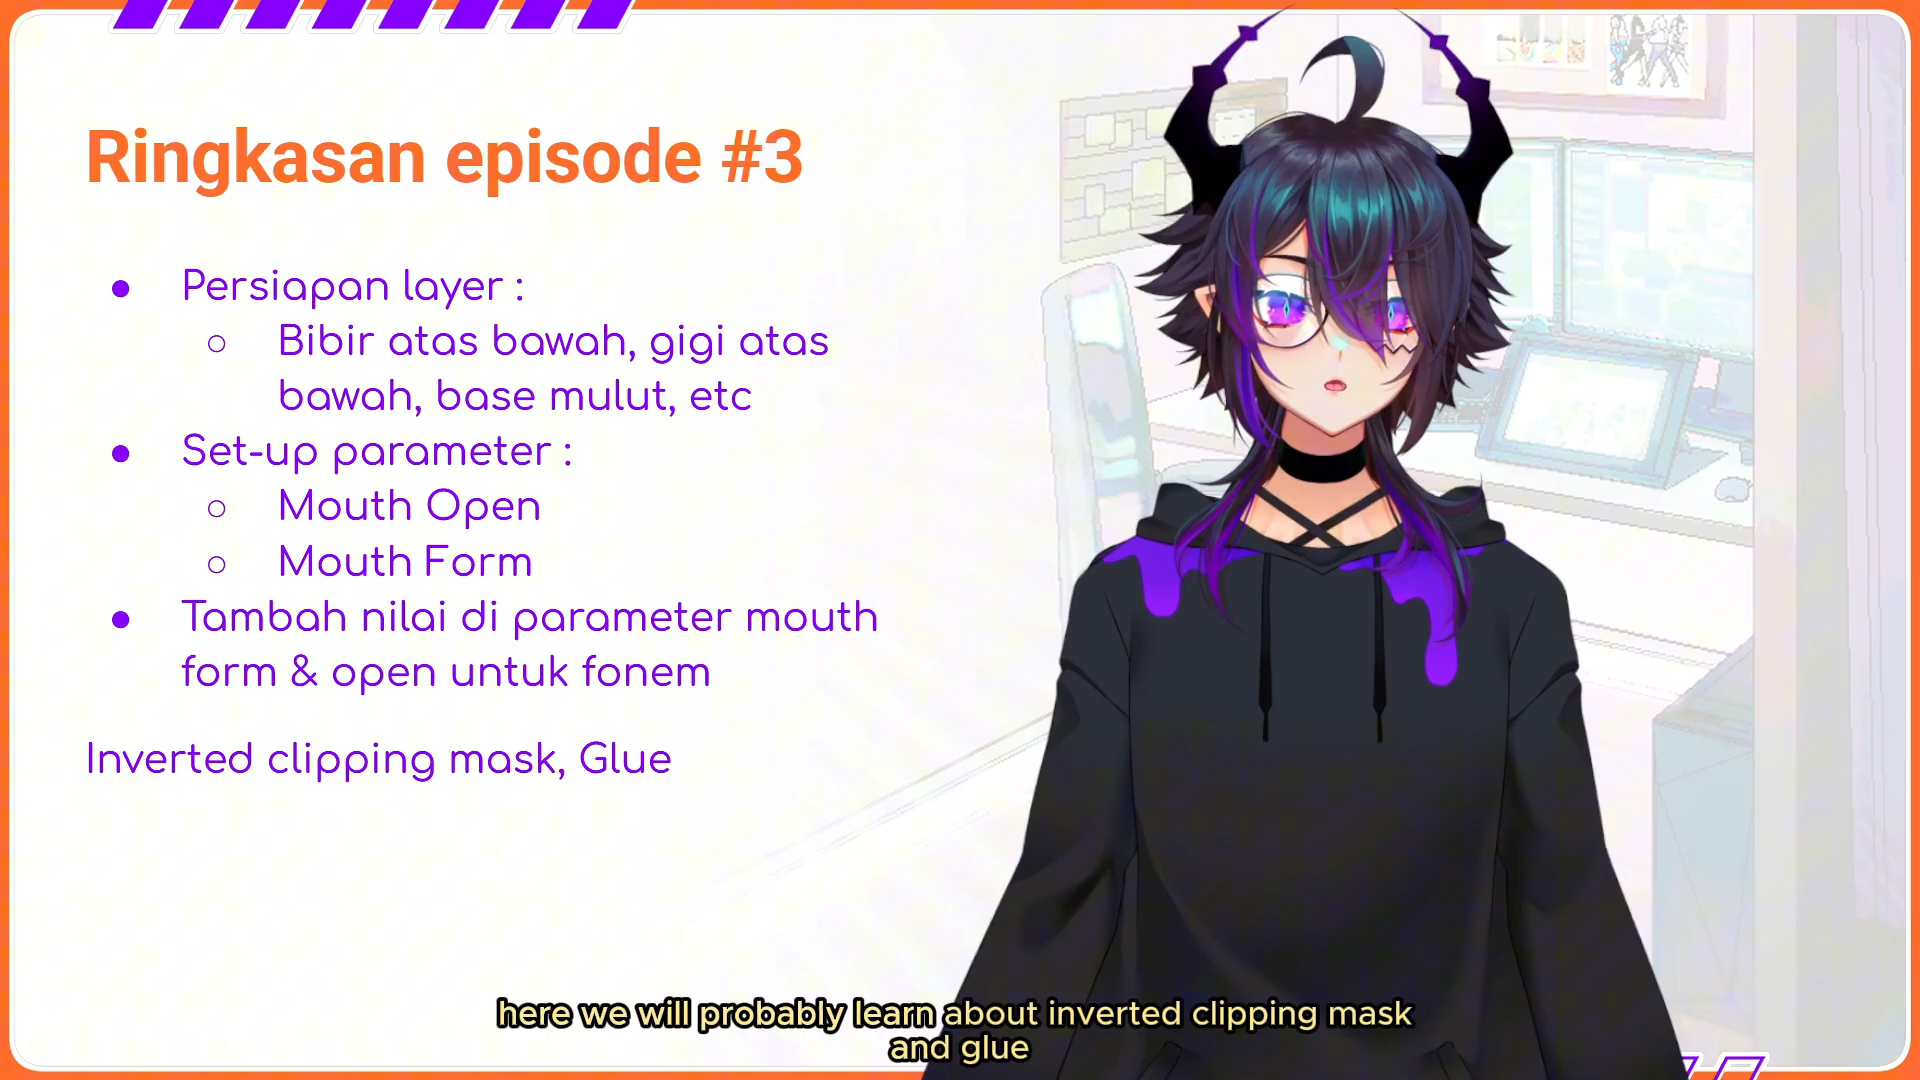 Ringkasan episode #3
● Persiapan layer :
○ Bibir atas bawah, gigi atas
bawah, base mulut, etc
● Set-up parameter :
○ Mouth Open
○ Mouth Form
● Tambah nilai di parameter mouth
form & open untuk fonem
Inverted clipping mask, Glue
here we will probably learn about inverted clipping mask
and glue